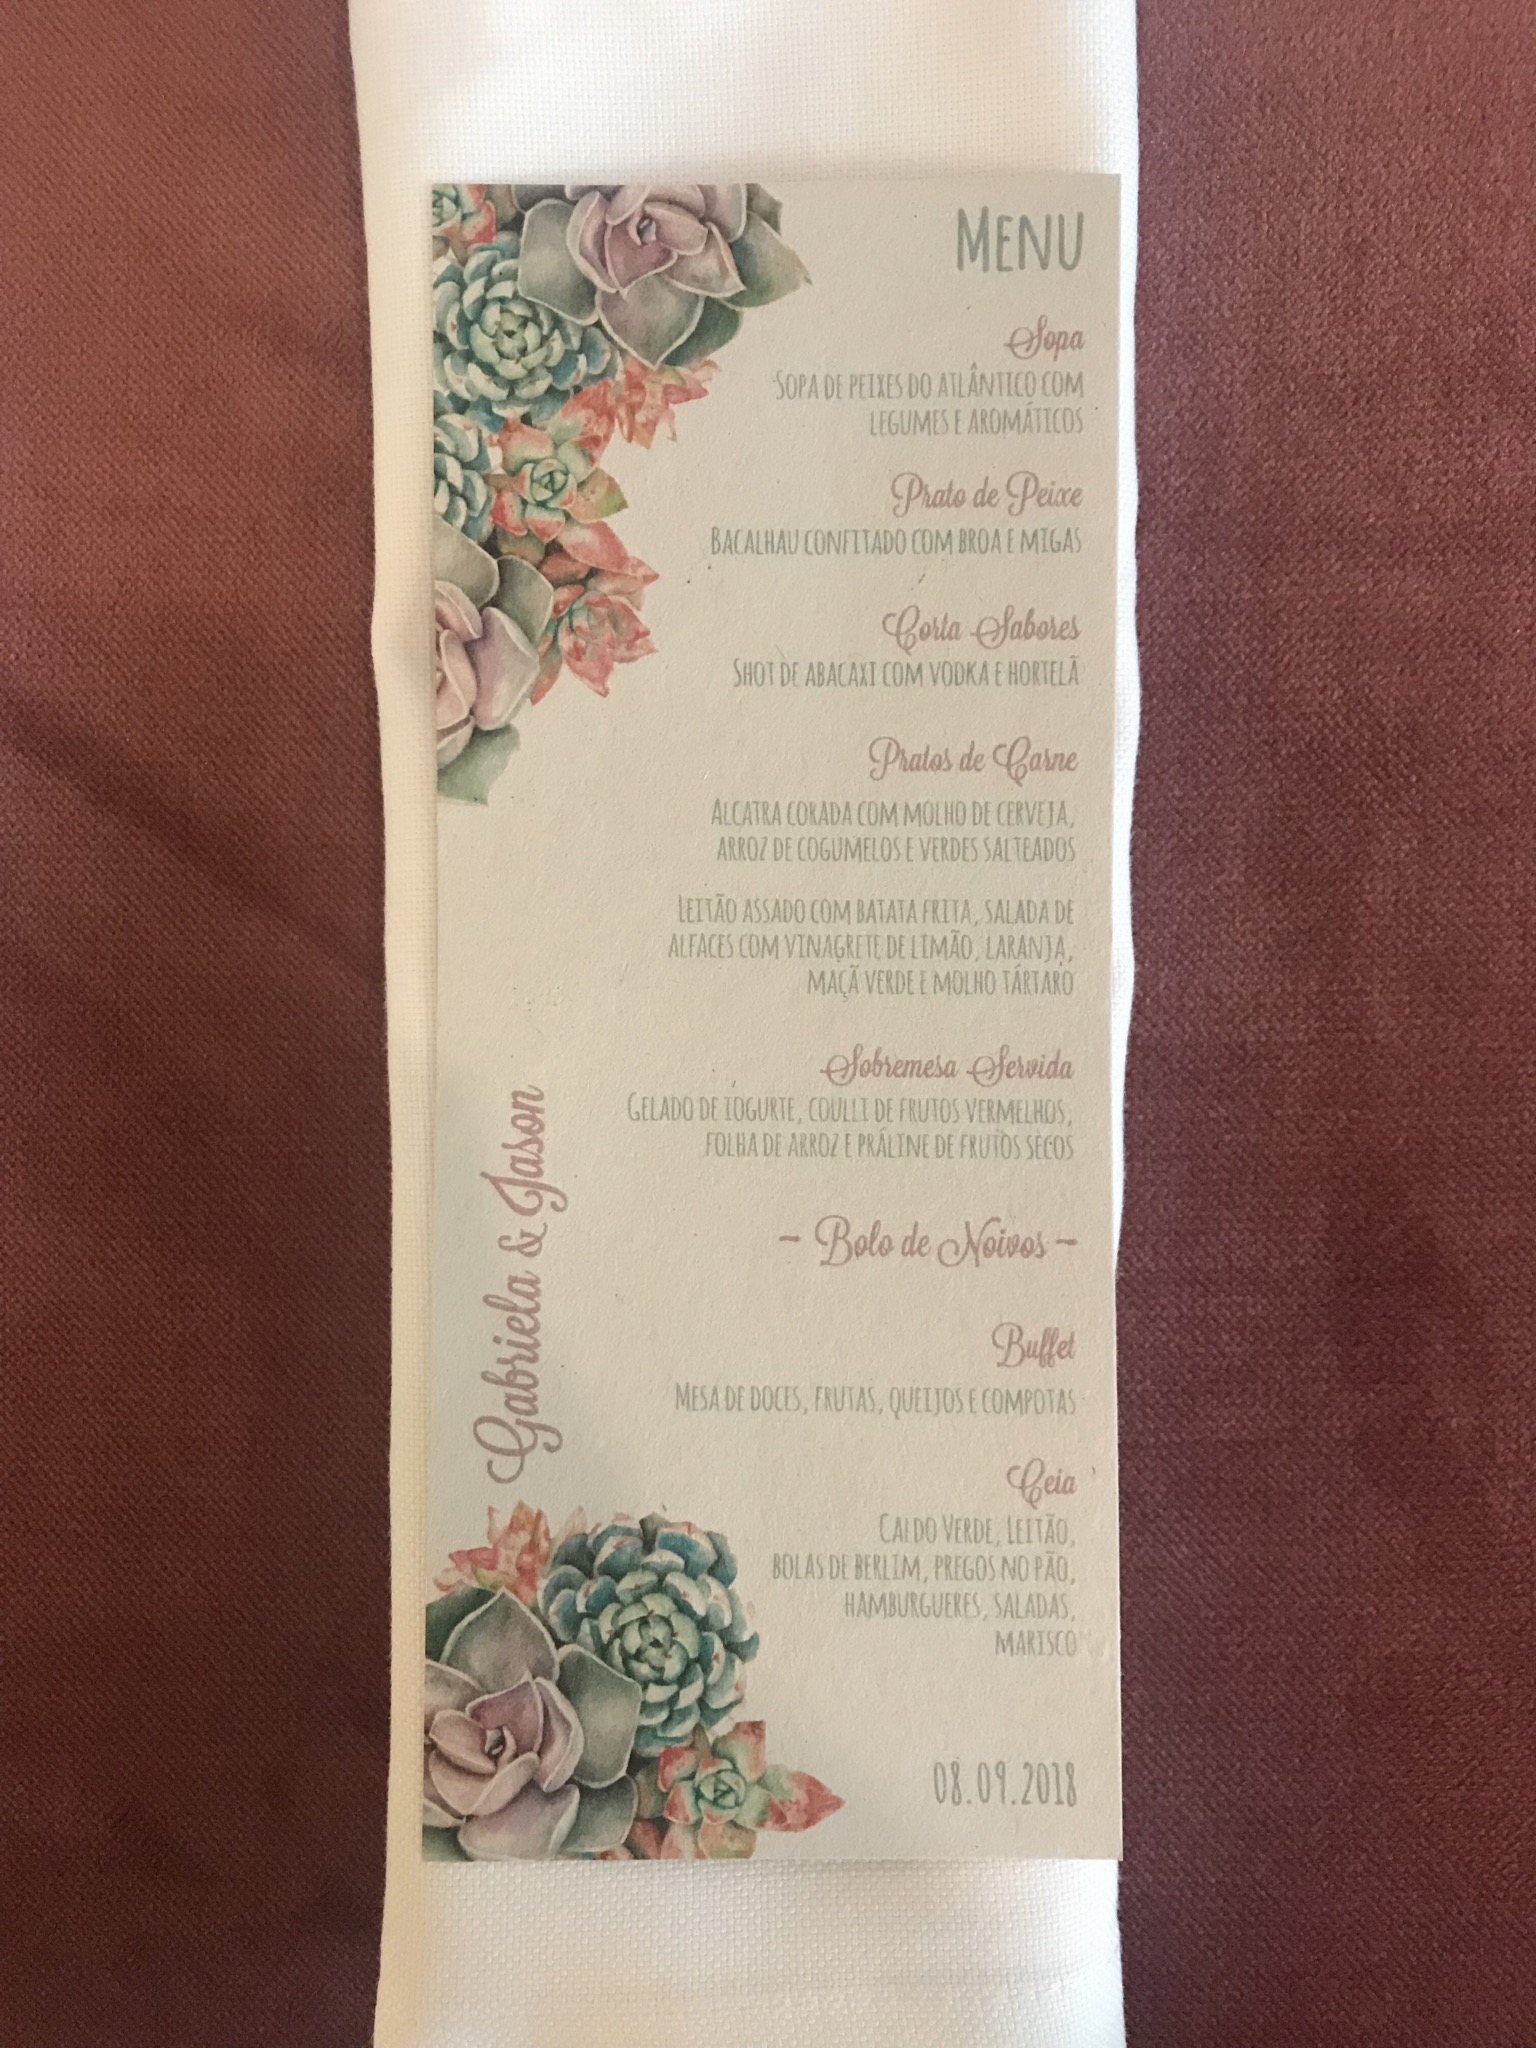 Menu
Sopa
Sopa de peixes do Atlântico com
legumes e aromáticos
Prato de Peixe
Bacalhau confitado com broa e migas
Corta Sabores
Shot de abacaxi com vodka e hortelã
Pratos de Carne
Alcatra corada com molho de cerveja,
arroz de cogumelos e verdes salteados
Leitão assado com batata frita, salada de
alfaces com vinagrete de limão, laranja,
maçã verde e molho tártaro
Sobremesa Servida
Gelado de iogurte, coulli de frutos vermelhos,
folha de arroz e práline de frutos secos
- Bolo de Noivos -
Buffet
Mesa de doces, frutas, queijos e compotas
Ceia
Caldo Verde, Leitão,
bolas de Berlim, pregos no pão,
hamburgueres, saladas,
marisco
08.09.2018
Gabriela & Jason